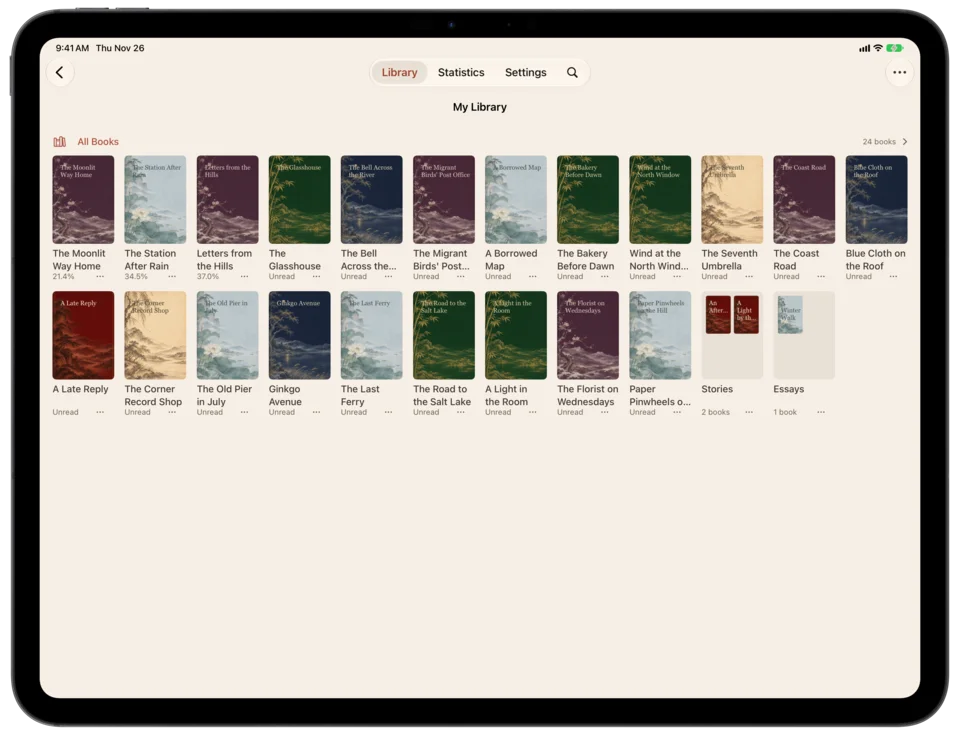 9:41 AM Thu Nov 26
Library Statistics Settings
My Library
All Books
24 books
The Moonlit
Way Home
The Station After
Rain
Letters from the
Hills
The Glasshouse
The Bell Across
the River
The Migrant
Birds' Post Office
A Borrowed Map
The Bakery
Before Dawn
Wind at the
North Window
The Seventh
Umbrella
The Coast Road
Blue Cloth on
the Roof
The Moonlit
Way Home
21.4%
The Station
After Rain
34.5%
Letters from
the Hills
37.0%
The
Glasshouse
Unread
The Bell
Across the...
Unread
The Migrant
Birds' Post...
Unread
A Borrowed
Map
Unread
The Bakery
Before Dawn
Unread
Wind at the
North Wind...
Unread
The Seventh
Umbrella
Unread
The Coast
Road
Unread
Blue Cloth on
the Roof
Unread
A Late Reply
The Corner
Record Shop
The Old Pier in
July
Ginkgo Avenue
The Last Ferry
The Road to the
Salt Lake
A Light in the
Room
The Florist on
Wednesdays
Paper Pinwheels
on the Hill
An
After...
A
Light
by th...
A
Winter
Walk
A Late Reply
Unread
The Corner
Record Shop
Unread
The Old Pier
in July
Unread
Ginkgo
Avenue
Unread
The Last
Ferry
Unread
The Road to
the Salt Lake
Unread
A Light in
the Room
Unread
The Florist on
Wednesdays
Unread
Paper
Pinwheels o...
Unread
Stories
2 books
Essays
1 book